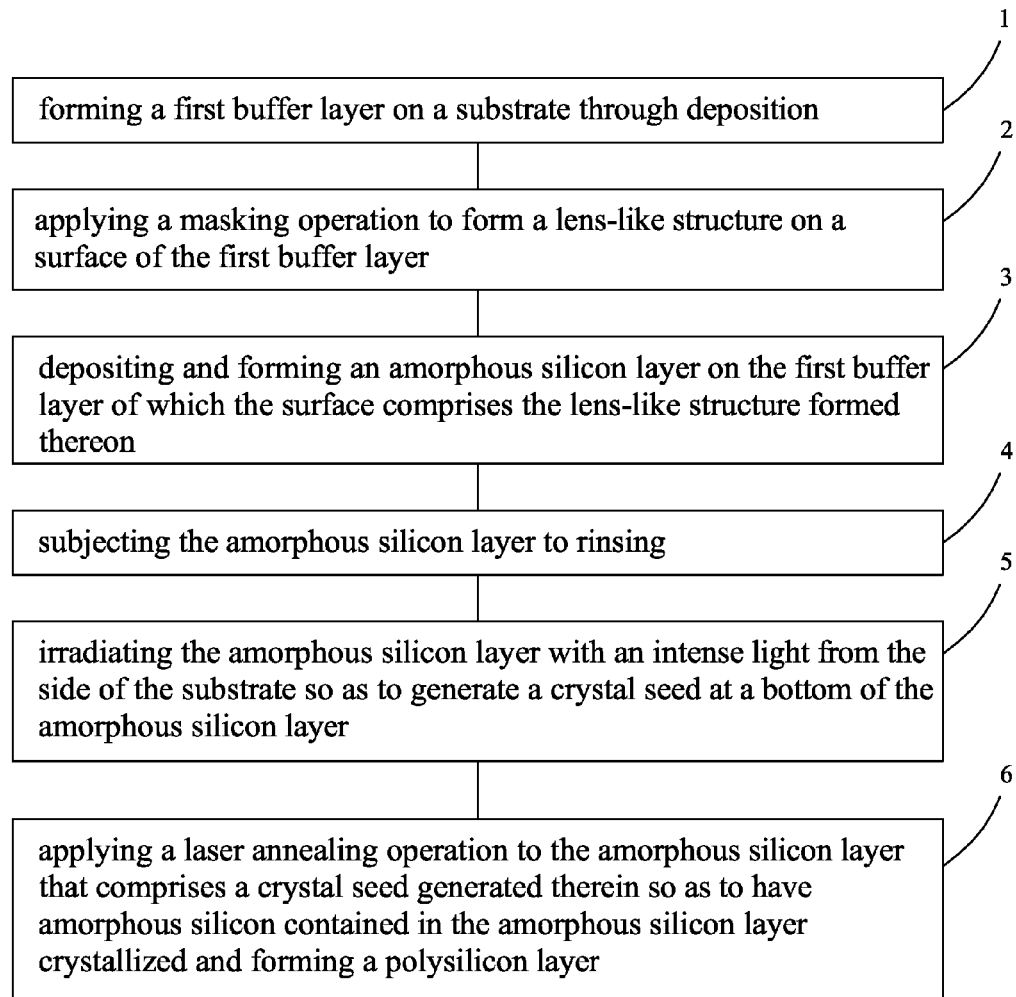 1
forming a first buffer layer on a substrate through deposition
2
applying a masking operation to form a lens-like structure on a
surface of the first buffer layer
3
depositing and forming an amorphous silicon layer on the first buffer
layer of which the surface comprises the lens-like structure formed
thereon
4
subjecting the amorphous silicon layer to rinsing
5
irradiating the amorphous silicon layer with an intense light from the
side of the substrate so as to generate a crystal seed at a bottom of the
amorphous silicon layer
6
applying a laser annealing operation to the amorphous silicon layer
that comprises a crystal seed generated therein so as to have
amorphous silicon contained in the amorphous silicon layer
crystallized and forming a polysilicon layer